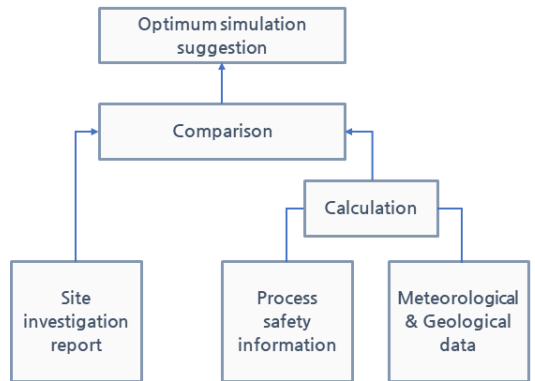 Optimum simulation
suggestion
Comparison
Calculation
Site
investigation
report
Process
safety
information
Meteorological
& Geological
data